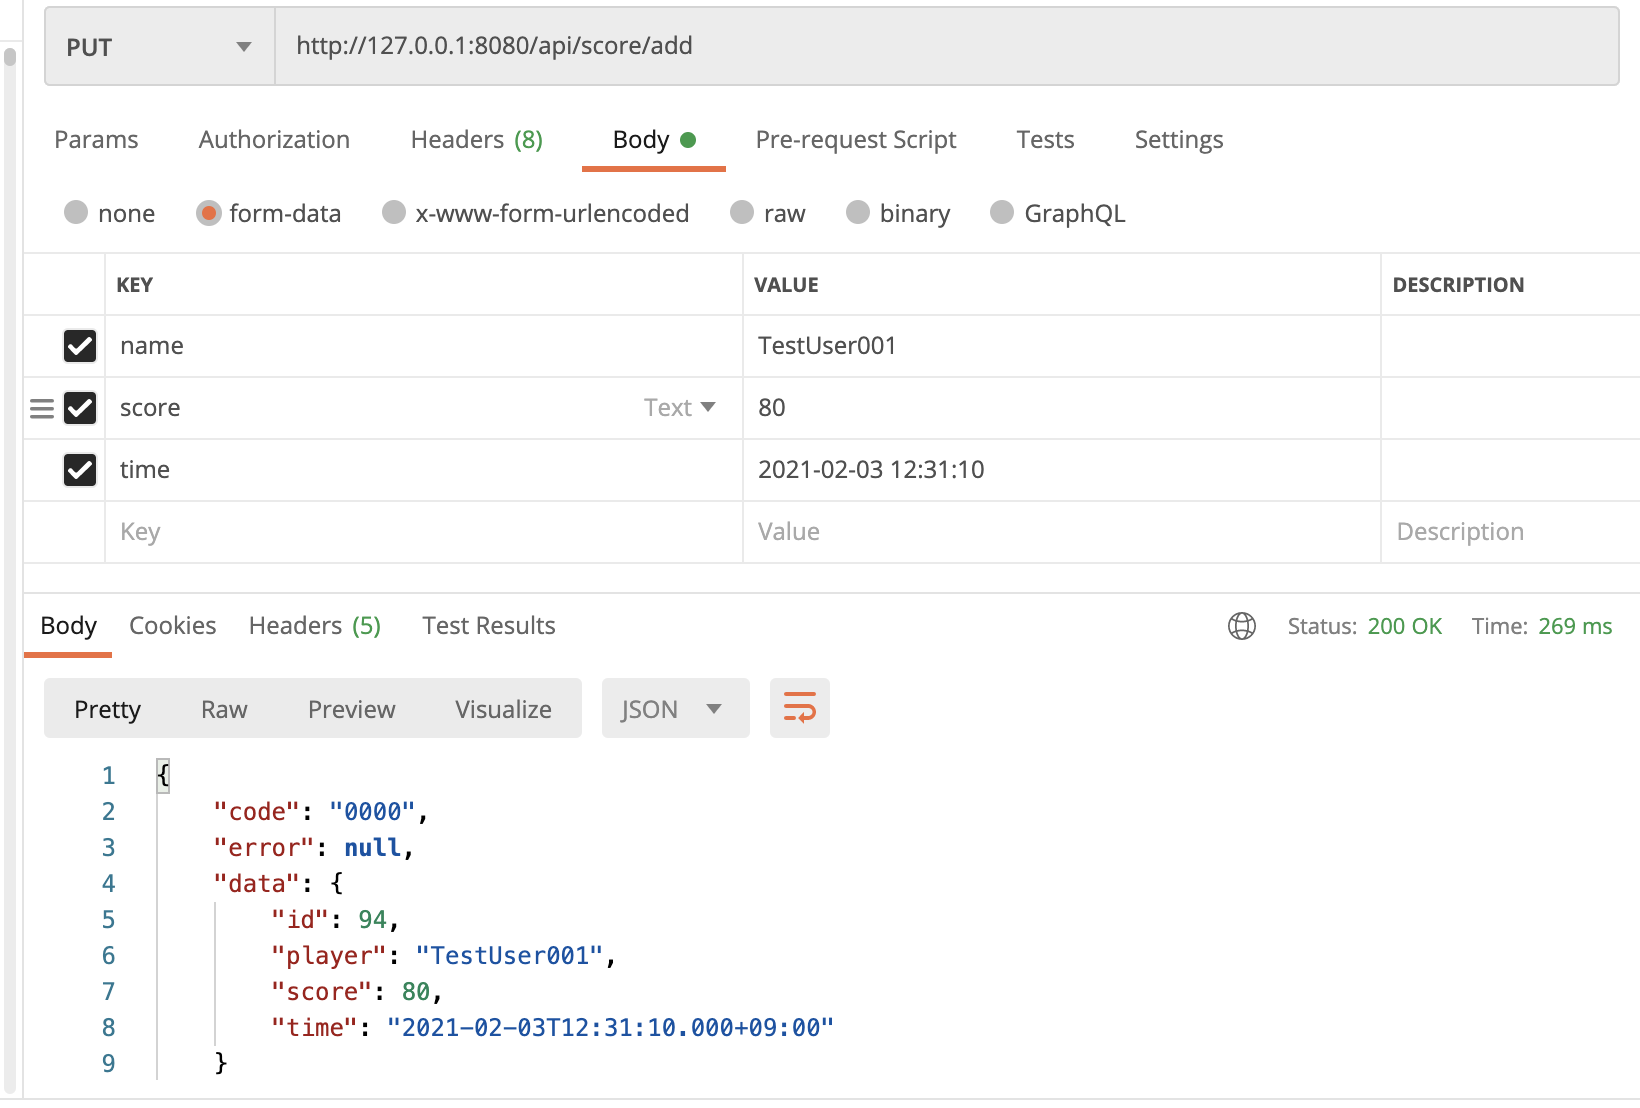 PUT http://127.0.0.1:8080/api/score/add
Params Authorization Headers (8) Body Pre-request Script Tests Settings
none form-data x-www-form-urlencoded raw binary GraphQL
KEY VALUE DESCRIPTION
name TestUser001
score Text 80
time 2021-02-03 12:31:10
Key Value Description
Body Cookies Headers (5) Test Results Status: 200 OK Time: 269 ms
Pretty Raw Preview Visualize JSON
1 {
2 "code": "0000",
3 "error": null,
4 "data": {
5 "id": 94,
6 "player": "TestUser001",
7 "score": 80,
8 "time": "2021-02-03T12:31:10.000+09:00"
9 }